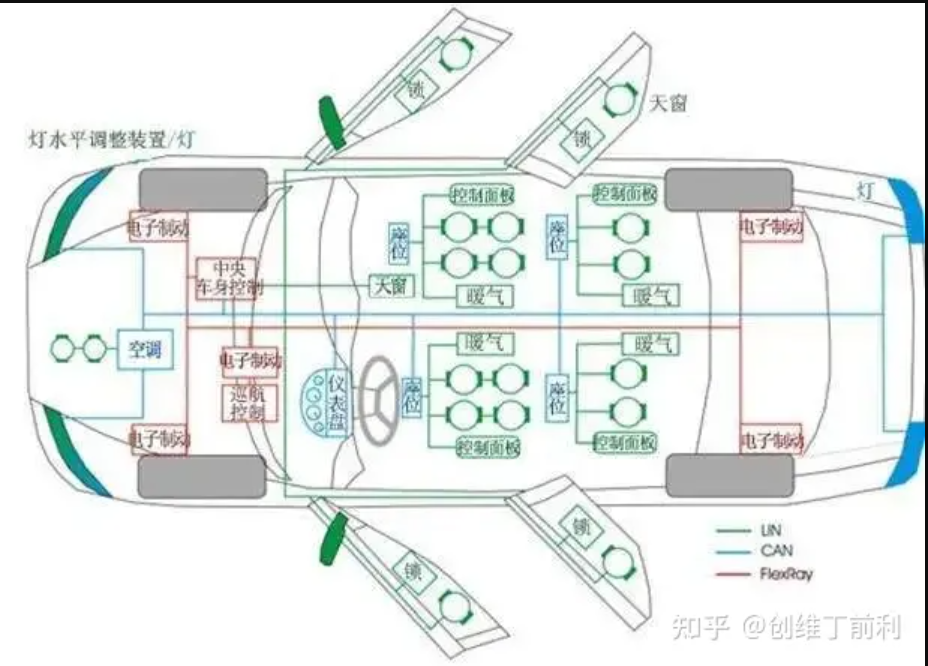 锁
锁
天窗
灯水平调整装置/灯
灯
控制面板
控制面板
电子制动
座位
座位
电子制动
中央
车身控制
天窗
暖气
暖气
空调
电子制动
暖气
暖气
巡航
控制
仪表盘
座位
座位
电子制动
控制面板
控制面板
电子制动
锁
锁
LIN
CAN
FlexRay
知乎 @创维丁前利